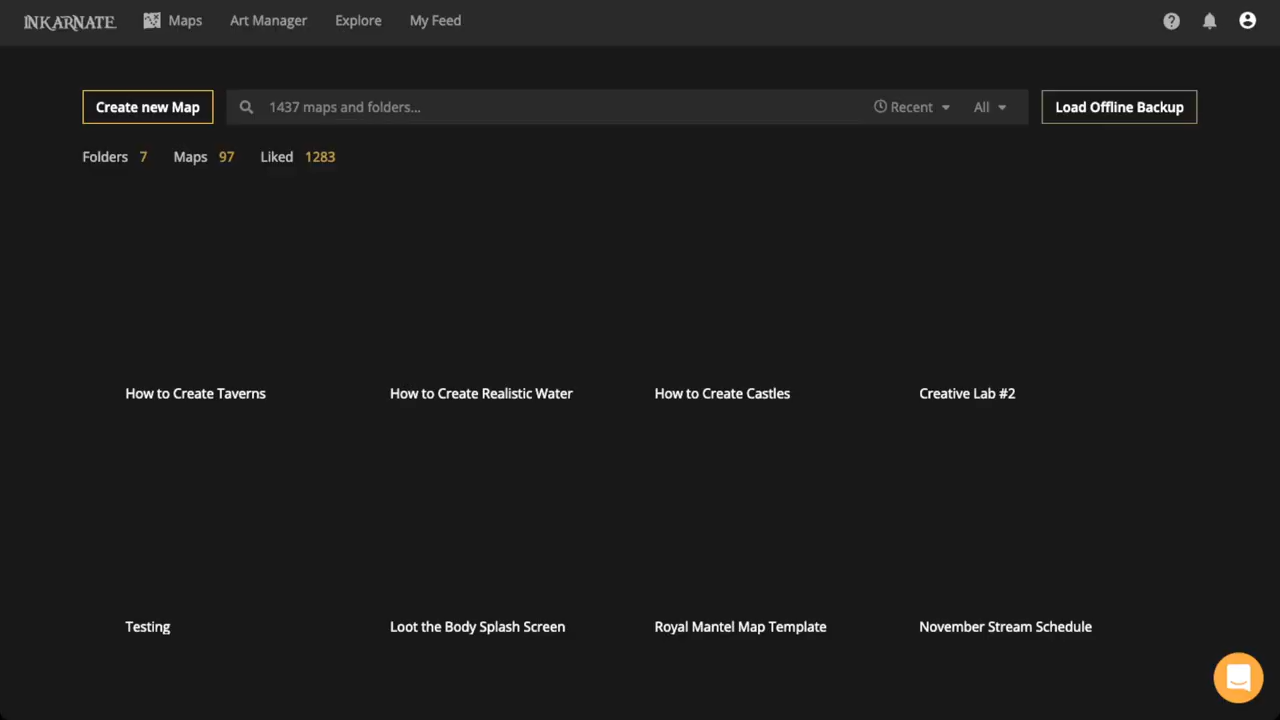 INKARNATE Maps Art Manager Explore My Feed
Create new Map 1437 maps and folders... Recent All Load Offline Backup
Folders 7 Maps 97 Liked 1283
How to Create Taverns How to Create Realistic Water How to Create Castles Creative Lab #2
Testing Loot the Body Splash Screen Royal Mantel Map Template November Stream Schedule